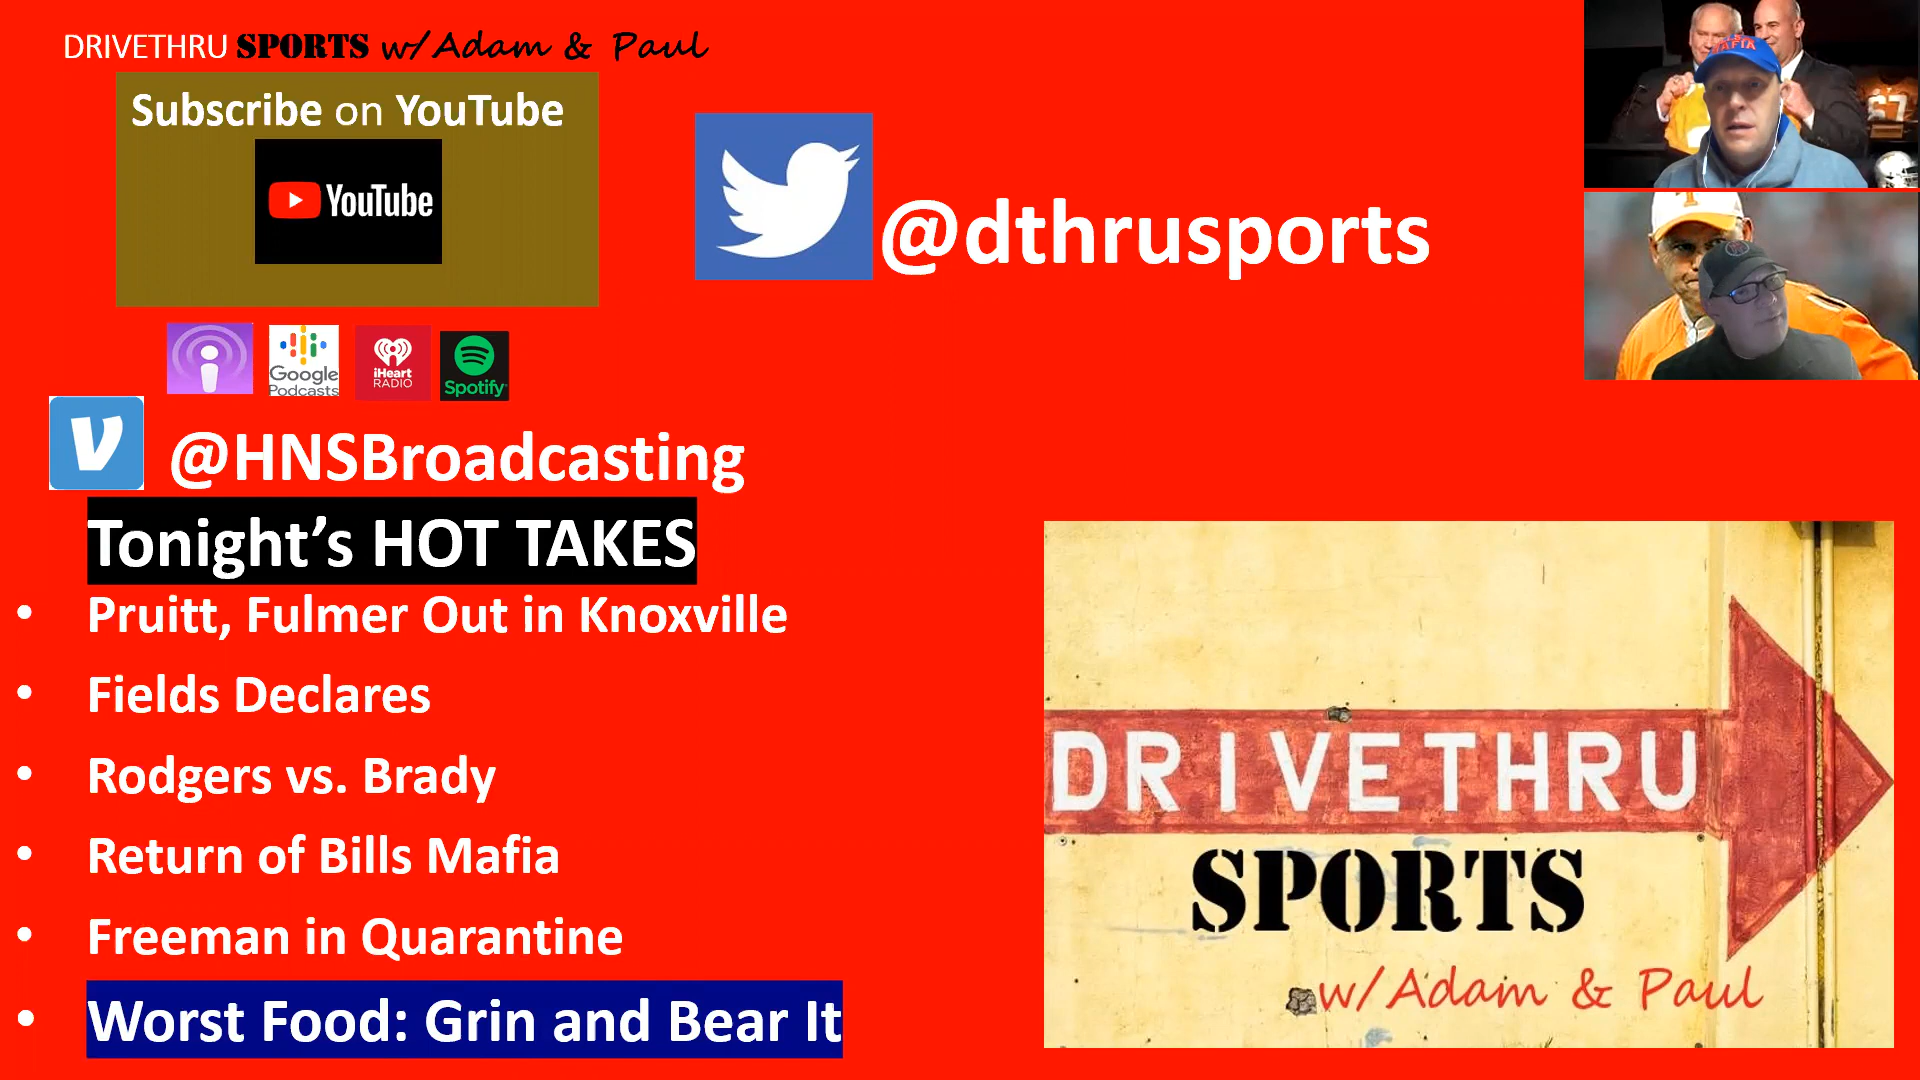 DRIVETHRU SPORTS w/Adam & Paul
Subscribe on YouTube
YouTube
@dthrusports
Google
Podcasts
iHeart
RADIO
Spotify
@HNSBroadcasting
Tonight's HOT TAKES
• Pruitt, Fulmer Out in Knoxville
• Fields Declares
• Rodgers vs. Brady
• Return of Bills Mafia
• Freeman in Quarantine
• Worst Food: Grin and Bear It
MAFIA
67
T
DRIVETHRU
SPORTS
w/Adam & Paul